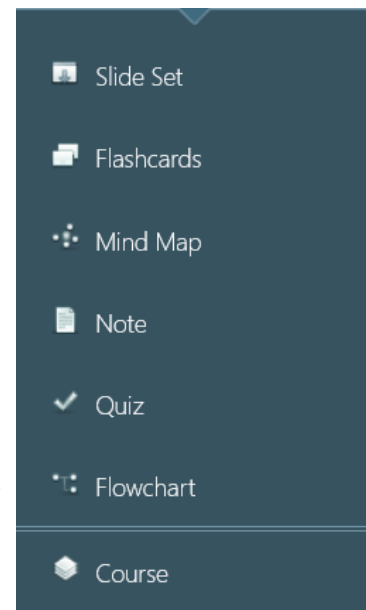 Slide Set
Flashcards
Mind Map
Note
Quiz
Flowchart
Course